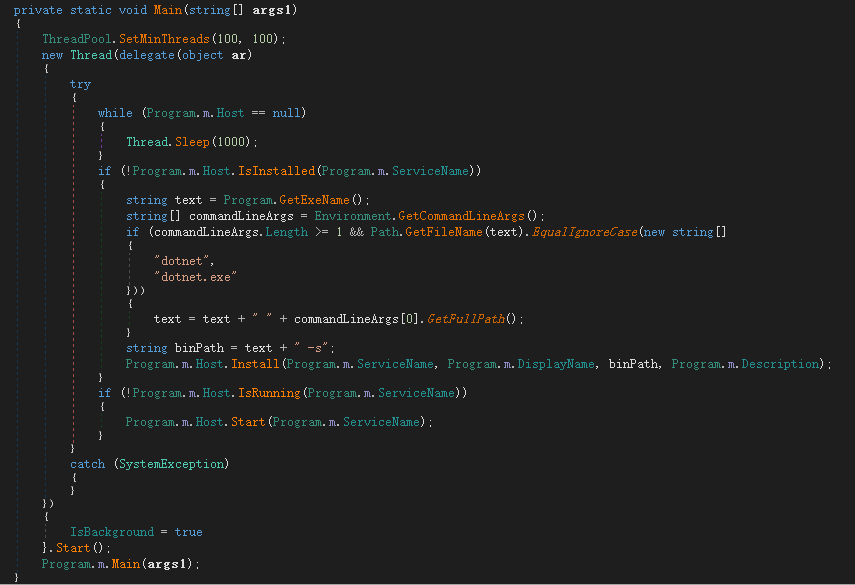 private static void Main(string[] args1)
{
    ThreadPool.SetMinThreads(100, 100);
    new Thread(delegate(object ar)
    {
        try
        {
            while (Program.m.Host == null)
            {
                Thread.Sleep(1000);
            }
            if (!Program.m.Host.IsInstalled(Program.m.ServiceName))
            {
                string text = Program.GetExeName();
                string[] commandLineArgs = Environment.GetCommandLineArgs();
                if (commandLineArgs.Length >= 1 && Path.GetFileName(text).EqualIgnoreCase(new string[]
                {
                    "dotnet",
                    "dotnet.exe"
                }))
                {
                    text = text + " " + commandLineArgs[0].GetFullPath();
                }
                string binPath = text + " -s";
                Program.m.Host.Install(Program.m.ServiceName, Program.m.DisplayName, binPath, Program.m.Description);
            }
            if (!Program.m.Host.IsRunning(Program.m.ServiceName))
            {
                Program.m.Host.Start(Program.m.ServiceName);
            }
        }
        catch (SystemException)
        {
        }
    })
    {
        IsBackground = true
    }.Start();
    Program.m.Main(args1);
}